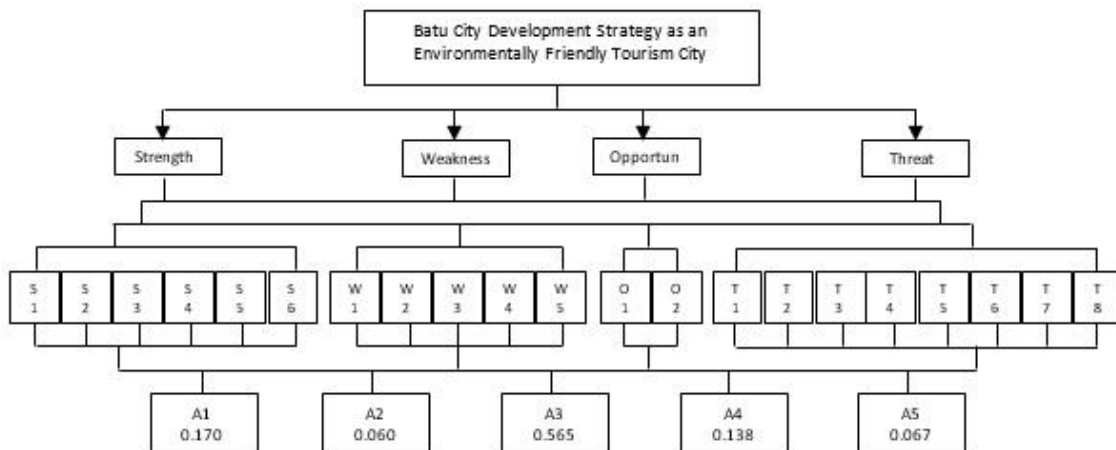 Batu City Development Strategy as an
Environmentally Friendly Tourism City
Strength
Weakness
Opportun
Threat
S
1
S
2
S
3
S
4
S
5
S
6
W
1
W
2
W
3
W
4
W
5
O
1
O
2
T
1
T
2
T
3
T
4
T
5
T
6
T
7
T
8
A1
0.170
A2
0.060
A3
0.565
A4
0.138
A5
0.067